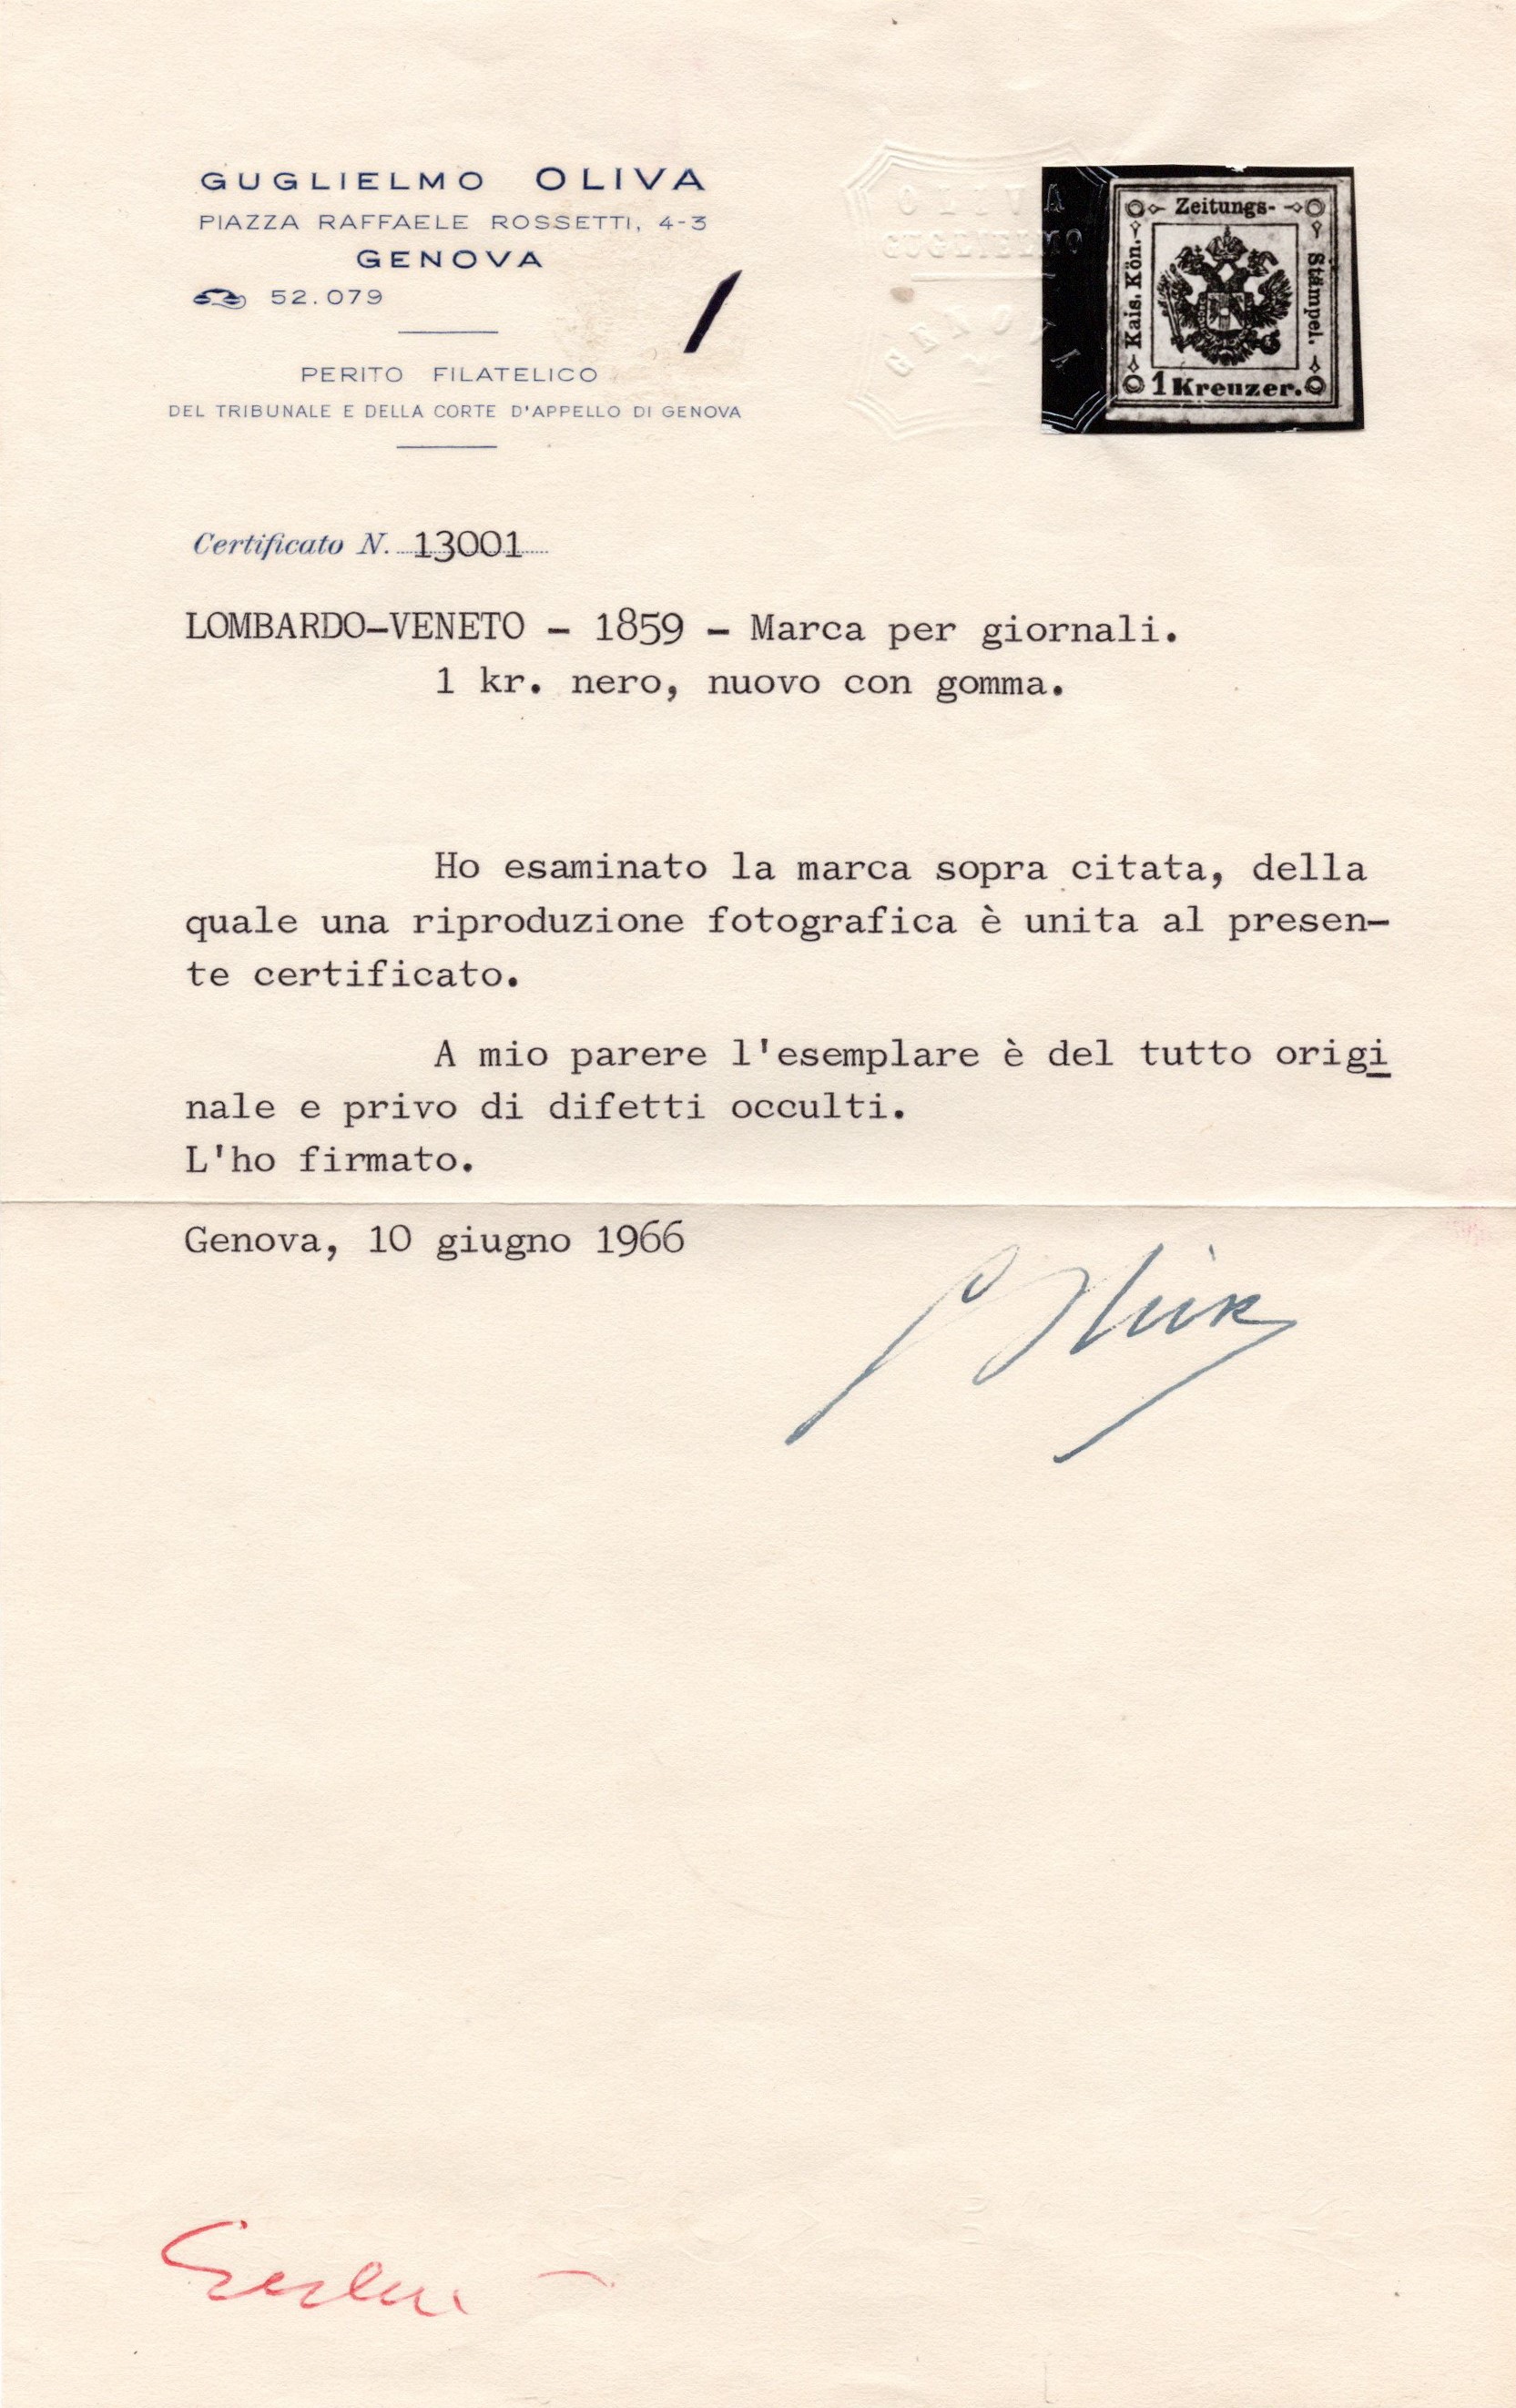 GUGLIELMO OLIVA
PIAZZA RAFFAELE ROSSETTI, 4-3
GENOVA
52.079
PERITO FILATELICO
DEL TRIBUNALE E DELLA CORTE D'APPELLO DI GENOVA
OLIVA
GUGLIELMO
Zeitungs-
Kais. Kön.
Stämpel.
1 Kreuzer.
Certificato N. 13001
LOMBARDO-VENETO - 1859 - Marca per giornali.
1 kr. nero, nuovo con gomma.
Ho esaminato la marca sopra citata, della
quale una riproduzione fotografica è unita al presen-
te certificato.
A mio parere l'esemplare è del tutto origi
nale e privo di difetti occulti.
L'ho firmato.
Genova, 10 giugno 1966